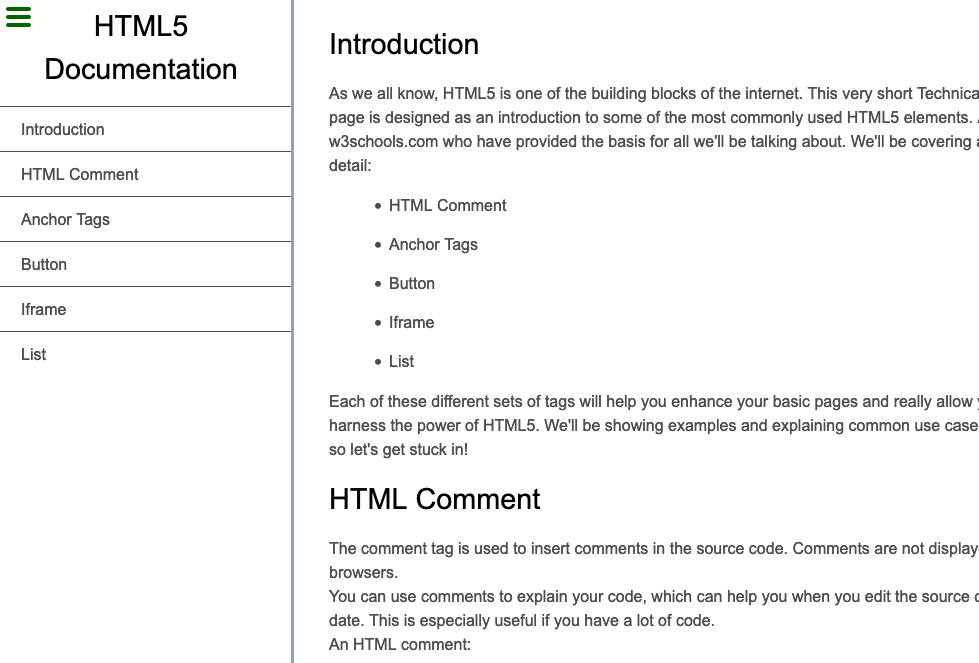 HTML5
Documentation
Introduction
HTML Comment
Anchor Tags
Button
Iframe
List
Introduction
As we all know, HTML5 is one of the building blocks of the internet. This very short Technica
page is designed as an introduction to some of the most commonly used HTML5 elements.
w3schools.com who have provided the basis for all we'll be talking about. We'll be covering
detail:
• HTML Comment
• Anchor Tags
• Button
• Iframe
• List
Each of these different sets of tags will help you enhance your basic pages and really allow
harness the power of HTML5. We'll be showing examples and explaining common use case
so let's get stuck in!
HTML Comment
The comment tag is used to insert comments in the source code. Comments are not display
browsers.
You can use comments to explain your code, which can help you when you edit the source
date. This is especially useful if you have a lot of code.
An HTML comment: